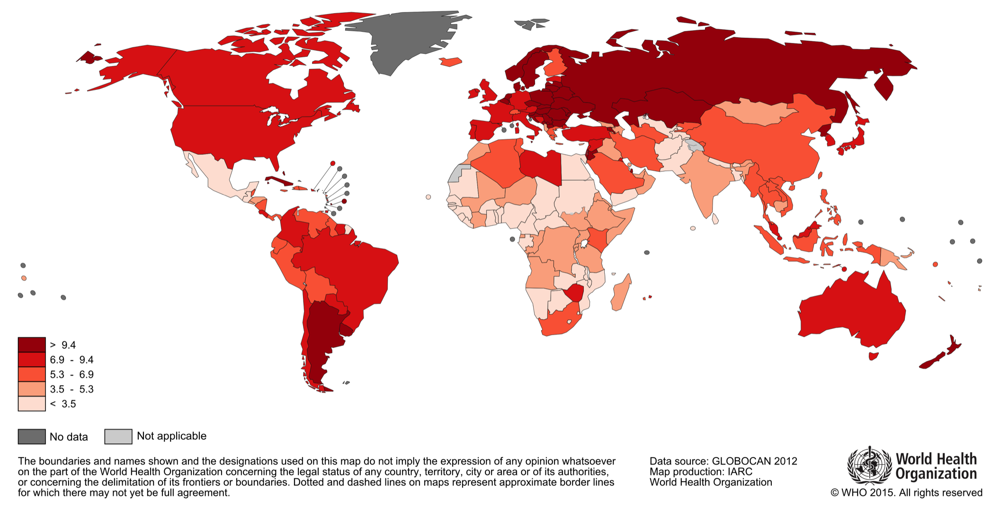 > 9.4
6.9 - 9.4
5.3 - 6.9
3.5 - 5.3
< 3.5
No data
Not applicable
The boundaries and names shown and the designations used on this map do not imply the expression of any opinion whatsoever
on the part of the World Health Organization concerning the legal status of any country, territory, city or area or of its authorities,
or concerning the delimitation of its frontiers or boundaries. Dotted and dashed lines on maps represent approximate border lines
for which there may not yet be full agreement.
Data source: GLOBOCAN 2012
Map production: IARC
World Health Organization
World Health
Organization
© WHO 2015. All rights reserved